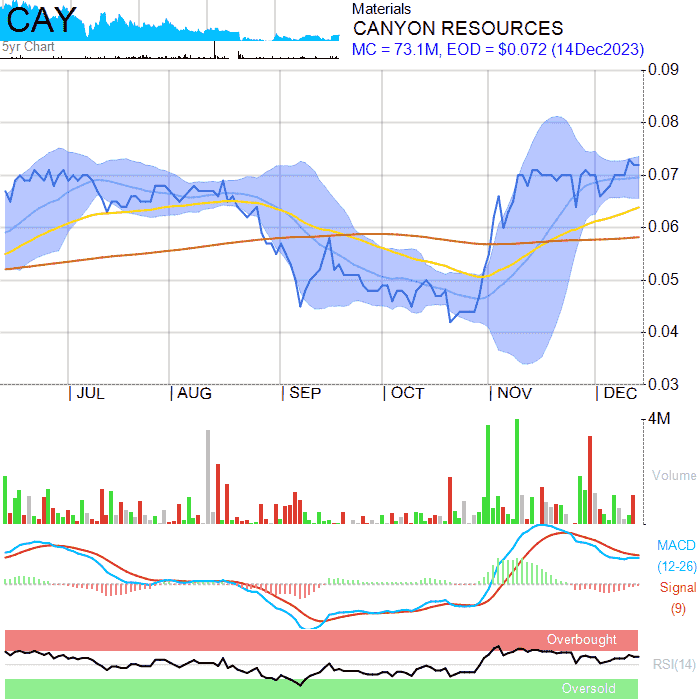 CAY
5yr Chart
Materials
CANYON RESOURCES
MC = 73.1M, EOD = $0.072 (14Dec2023)
0.09
0.08
0.07
0.06
0.05
0.04
0.03
JUL AUG SEP OCT NOV DEC
4M
Volume
MACD
(12-26)
Signal
(9)
Overbought
RSI(14)
Oversold